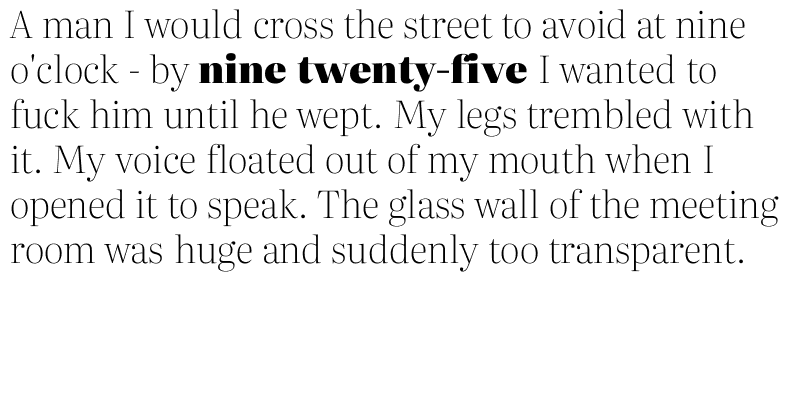 A man I would cross the street to avoid at nine
o'clock - by nine twenty-five I wanted to
fuck him until he wept. My legs trembled with
it. My voice floated out of my mouth when I
opened it to speak. The glass wall of the meeting
room was huge and suddenly too transparent.